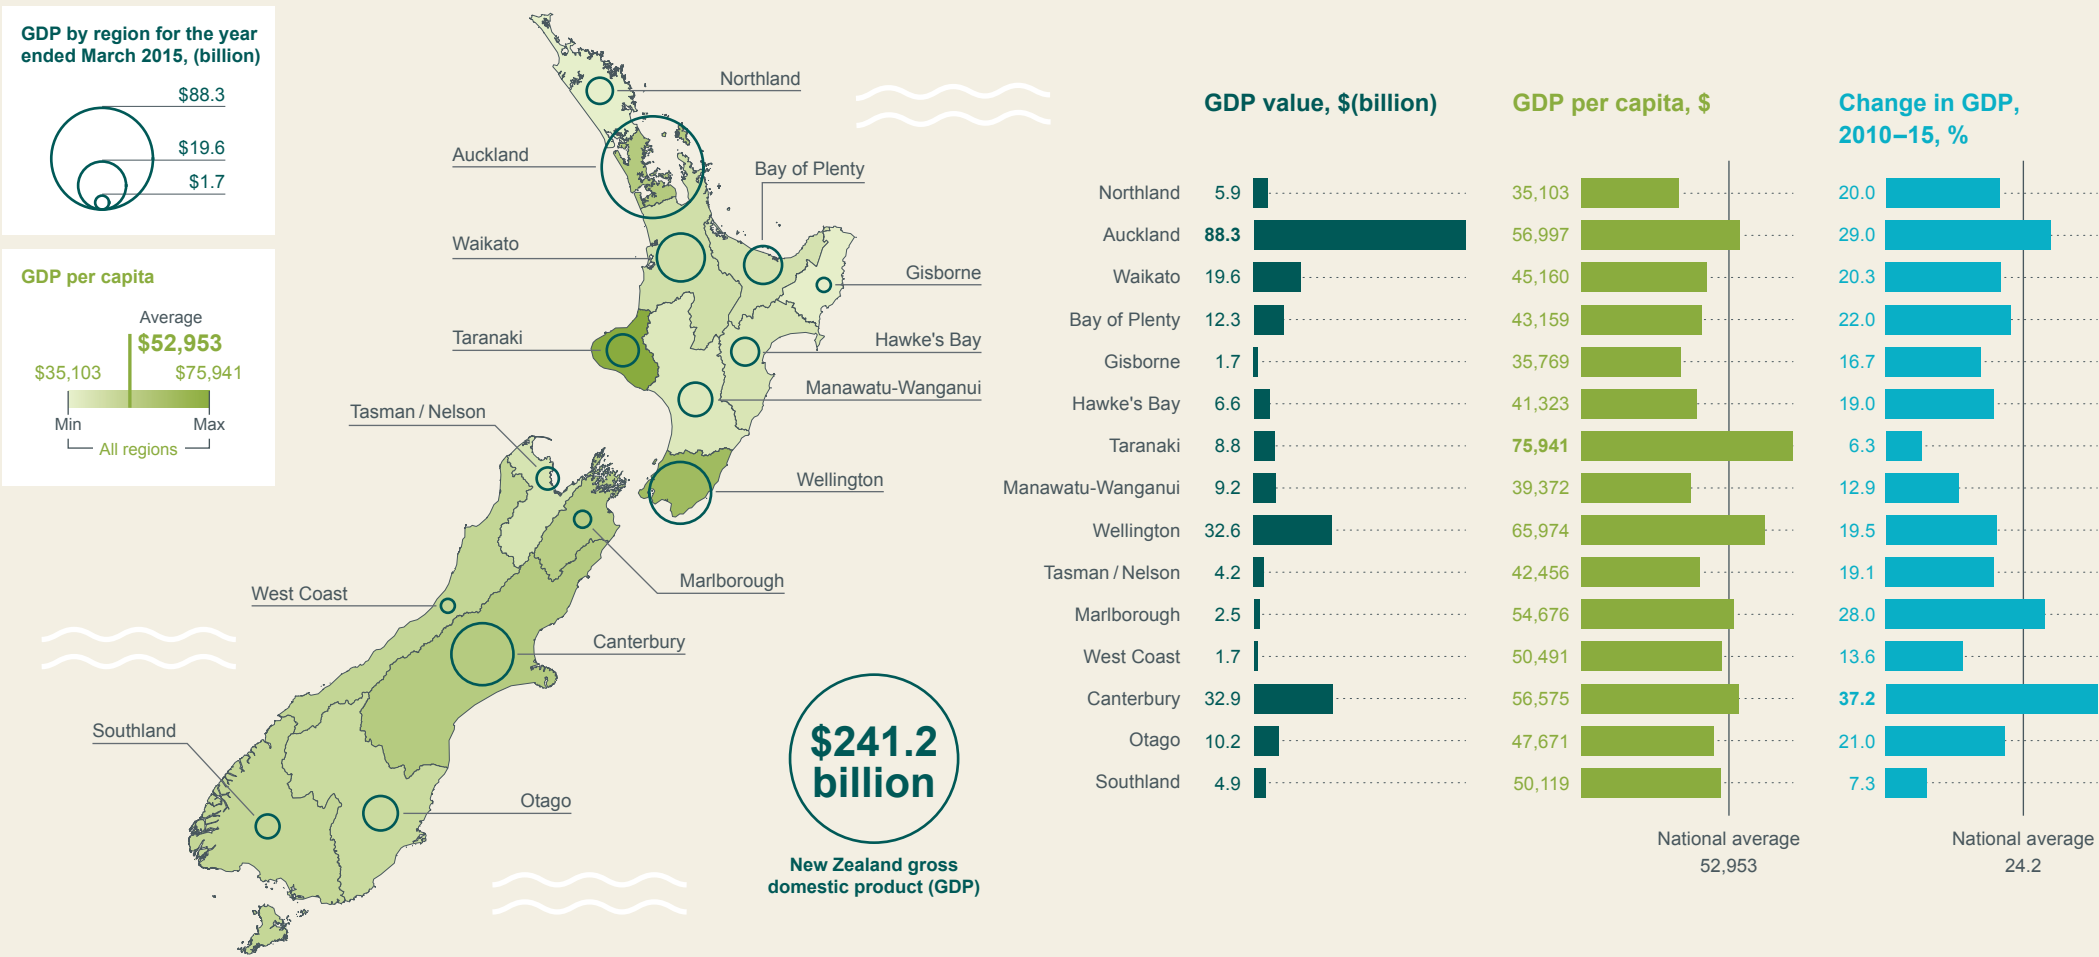 GDP by region for the year
ended March 2015, (billion)
$88.3
$19.6
$1.7
GDP per capita
Average
$52,953
$35,103
$75,941
Min
Max
All regions
Northland
Auckland
Bay of Plenty
Waikato
Gisborne
Taranaki
Hawke's Bay
Manawatu-Wanganui
Tasman / Nelson
Wellington
Marlborough
West Coast
Canterbury
Southland
Otago
$241.2
billion
New Zealand gross
domestic product (GDP)
GDP value, $(billion)
GDP per capita, $
Change in GDP,
2010–15, %
Northland 5.9 35,103 20.0
Auckland 88.3 56,997 29.0
Waikato 19.6 45,160 20.3
Bay of Plenty 12.3 43,159 22.0
Gisborne 1.7 35,769 16.7
Hawke's Bay 6.6 41,323 19.0
Taranaki 8.8 75,941 6.3
Manawatu-Wanganui 9.2 39,372 12.9
Wellington 32.6 65,974 19.5
Tasman / Nelson 4.2 42,456 19.1
Marlborough 2.5 54,676 28.0
West Coast 1.7 50,491 13.6
Canterbury 32.9 56,575 37.2
Otago 10.2 47,671 21.0
Southland 4.9 50,119 7.3
National average
52,953
National average
24.2